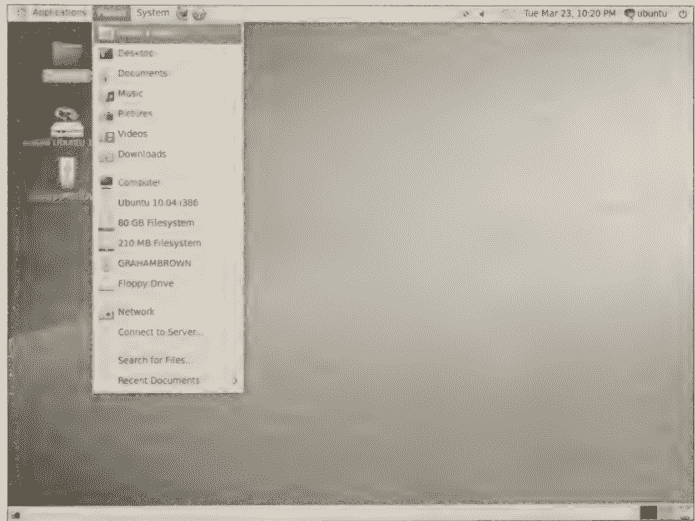 Applications System Tue Mar 23, 10:20 PM ubuntu
Desktop
Documents
Music
Pictures
Videos
Downloads
Computer
Ubuntu 10.04 i386
80 GB Filesystem
210 MB Filesystem
GRAHAMBROWN
Floppy Drive
Network
Connect to Server...
Search for Files...
Recent Documents